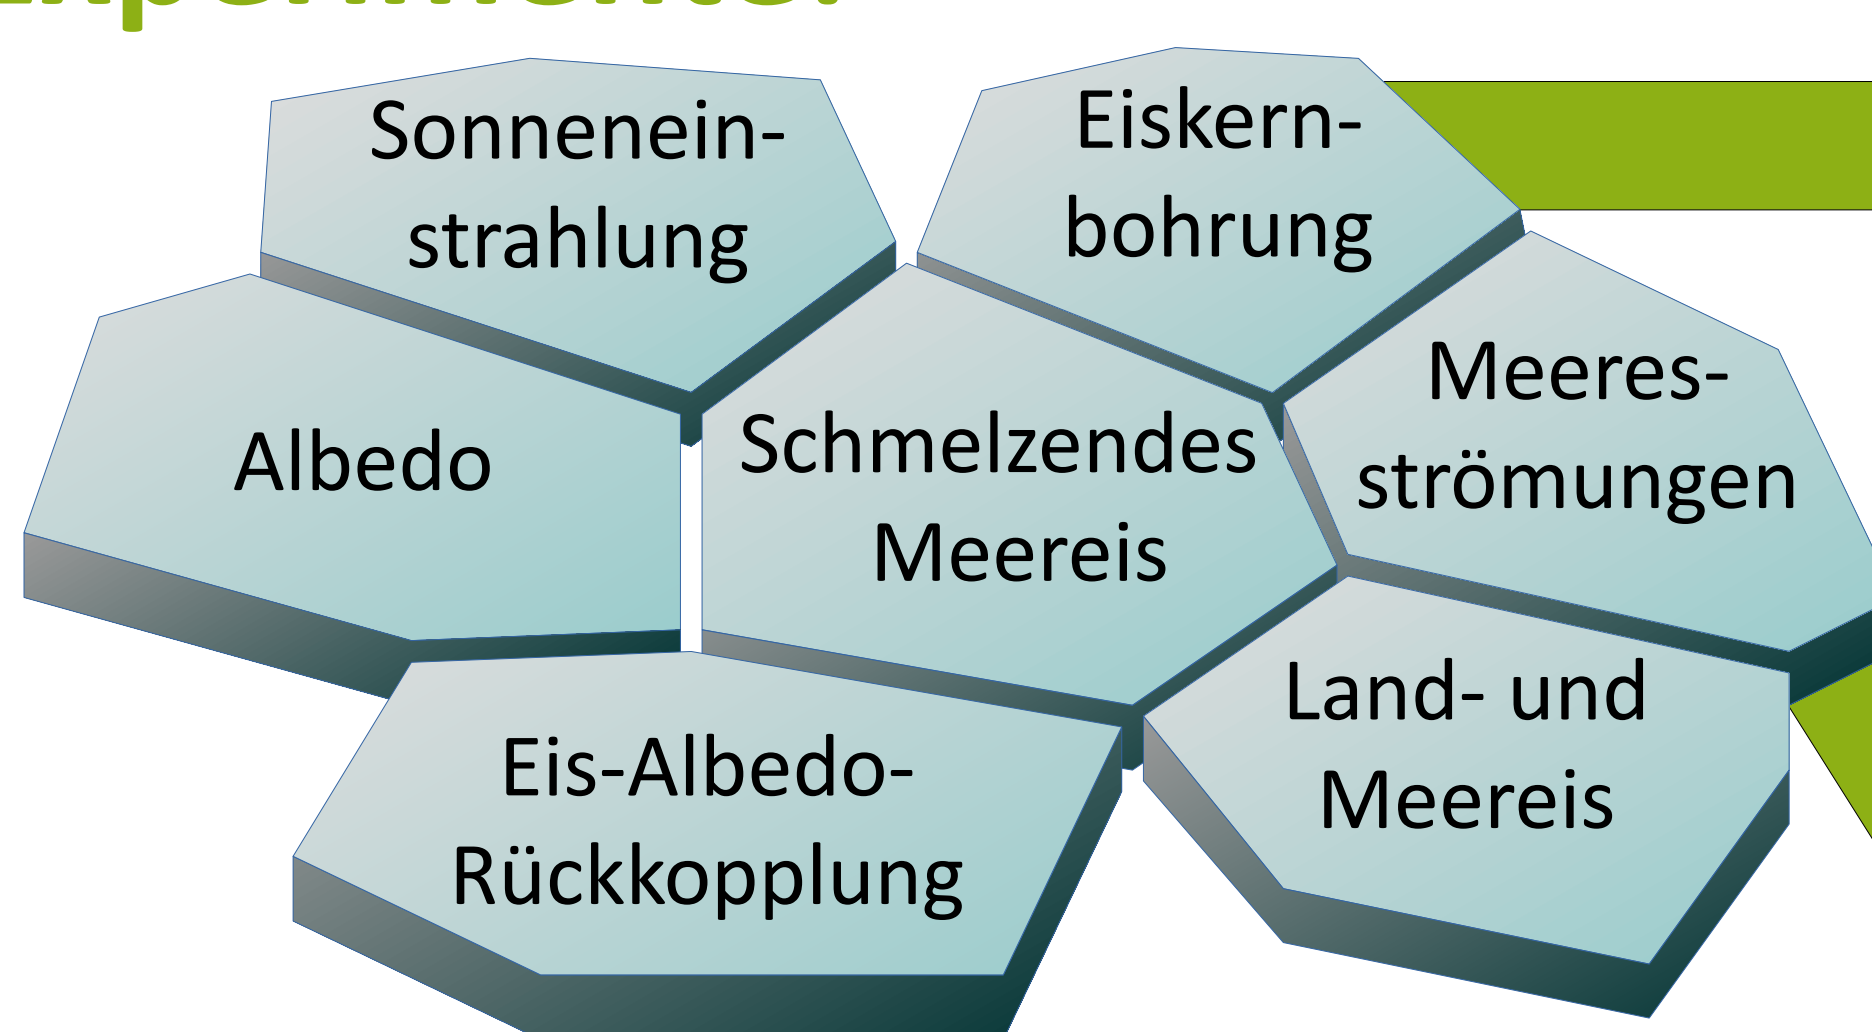 Sonnenein-
strahlung
Eiskern-
bohrung
Albedo
Schmelzendes
Meereis
Meeres-
strömungen
Eis-Albedo-
Rückkopplung
Land- und
Meereis